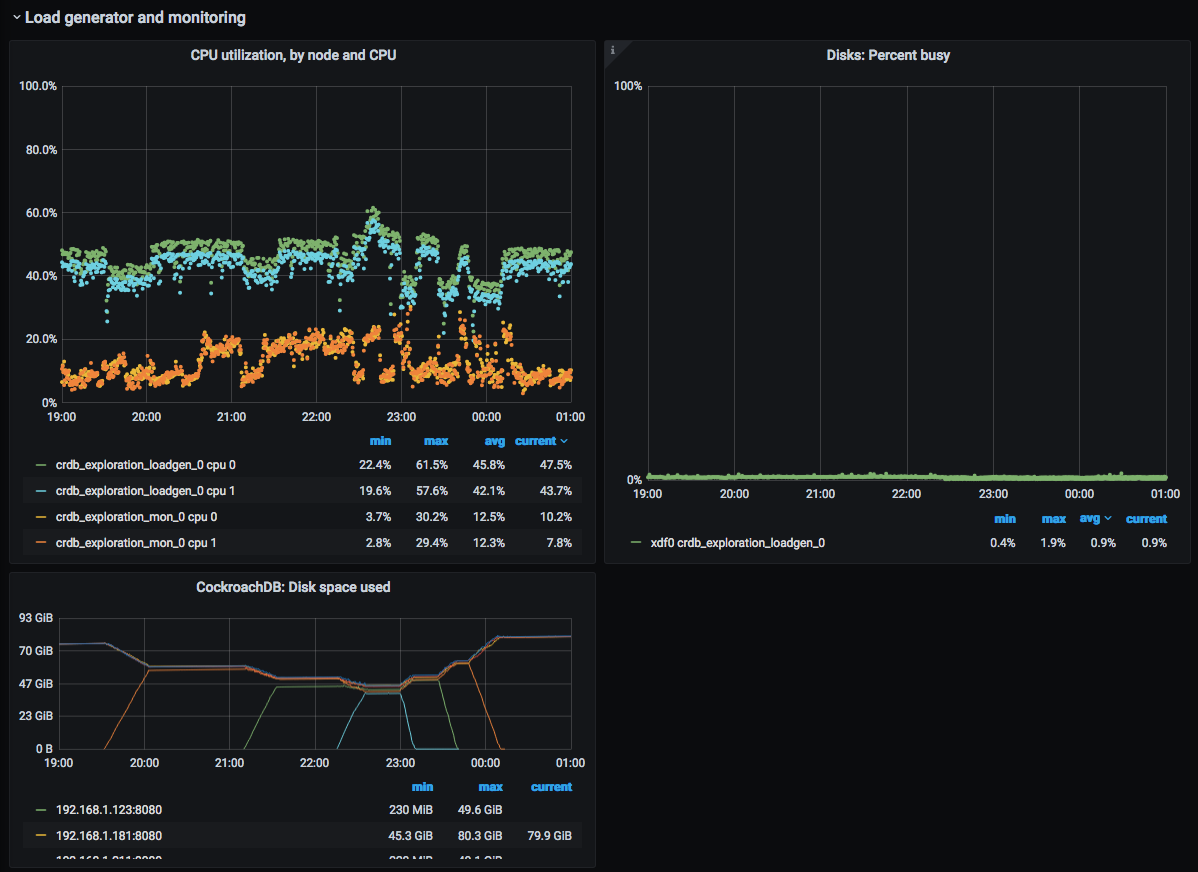 Load generator and monitoring
CPU utilization, by node and CPU
100.0%
80.0%
60.0%
40.0%
20.0%
0%
19:00 20:00 21:00 22:00 23:00 00:00 01:00
min max avg current
crdb_exploration_loadgen_0 cpu 0 22.4% 61.5% 45.8% 47.5%
crdb_exploration_loadgen_0 cpu 1 19.6% 57.6% 42.1% 43.7%
crdb_exploration_mon_0 cpu 0 3.7% 30.2% 12.5% 10.2%
crdb_exploration_mon_0 cpu 1 2.8% 29.4% 12.3% 7.8%
i
Disks: Percent busy
100%
0%
19:00 20:00 21:00 22:00 23:00 00:00 01:00
min max avg current
xdf0 crdb_exploration_loadgen_0 0.4% 1.9% 0.9% 0.9%
CockroachDB: Disk space used
93 GiB
70 GiB
47 GiB
23 GiB
0 B
19:00 20:00 21:00 22:00 23:00 00:00 01:00
min max current
192.168.1.123:8080 230 MiB 49.6 GiB
192.168.1.181:8080 45.3 GiB 80.3 GiB 79.9 GiB